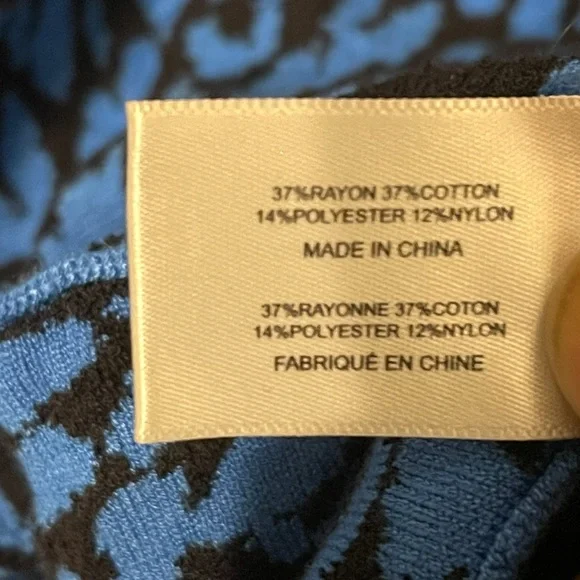 37%RAYON 37%COTTON
14%POLYESTER 12%NYLON
MADE IN CHINA
37%RAYONNE 37%COTON
14%POLYESTER 12%NYLON
FABRIQUÉ EN CHINE